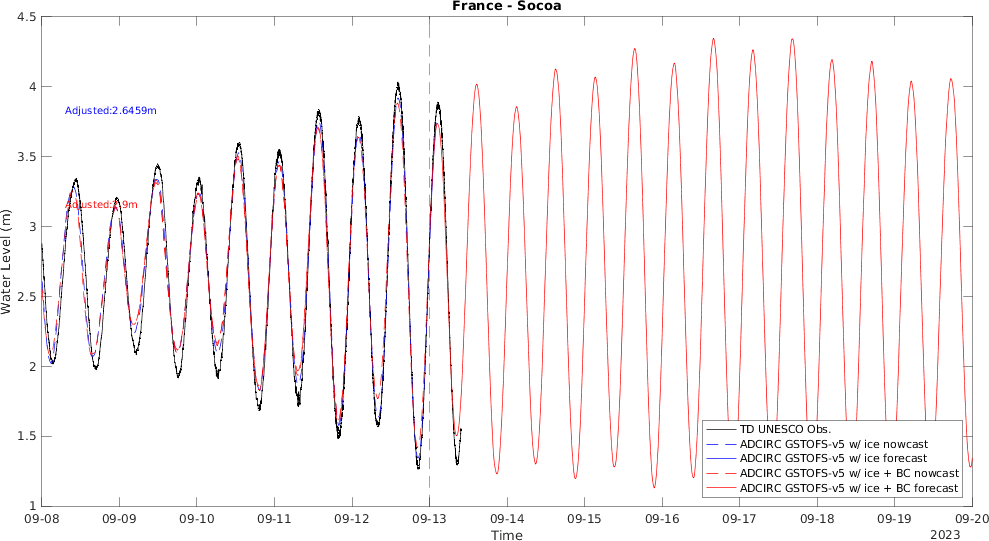 France - Socoa
4.5
4
3.5
3
2.5
2
1.5
1
Water Level (m)
Adjusted:2.6459m
TD UNESCO Obs.
ADCIRC GSTOFS-v5 w/ ice nowcast
ADCIRC GSTOFS-v5 w/ ice forecast
ADCIRC GSTOFS-v5 w/ ice + BC nowcast
ADCIRC GSTOFS-v5 w/ ice + BC forecast
09-08 09-09 09-10 09-11 09-12 09-13 09-14 09-15 09-16 09-17 09-18 09-19 09-20
Time
2023